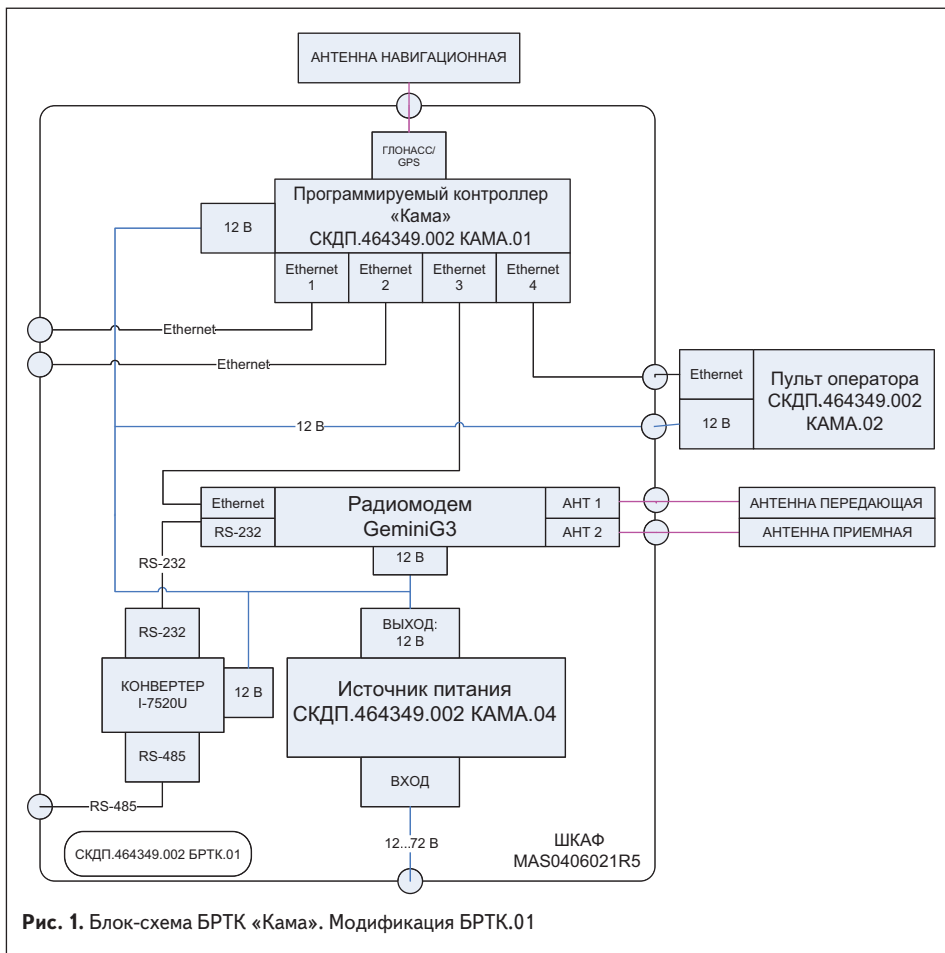 АНТЕННА НАВИГАЦИОННАЯ
ГЛОНАСС/
GPS
Программируемый контроллер
«Кама»
СКДП.464349.002 КАМА.01
12 В
Ethernet
1
Ethernet
2
Ethernet
3
Ethernet
4
Ethernet
Ethernet
Ethernet
12 В
Пульт оператора
СКДП.464349.002
КАМА.02
12 В
Ethernet
RS-232
Радиомодем
GeminiG3
АНТ 1
АНТ 2
АНТЕННА ПЕРЕДАЮЩАЯ
АНТЕННА ПРИЕМНАЯ
12 В
RS-232
RS-232
КОНВЕРТЕР
I-7520U
12 В
RS-485
RS-485
ВЫХОД:
12 В
Источник питания
СКДП.464349.002 КАМА.04
ВХОД
12...72 В
СКДП.464349.002 БРТК.01
ШКАФ
MAS0406021R5
Рис. 1. Блок-схема БРТК «Кама». Модификация БРТК.01